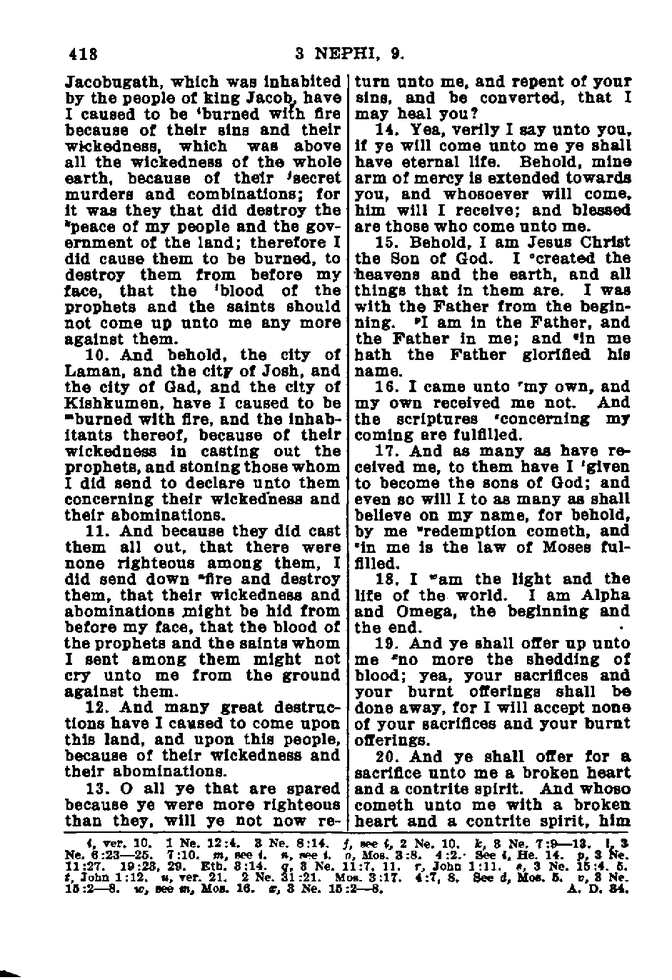 418
3 NEPHI, 9.
Jacobugath, which was inhabited
by the people of king Jacob, have
I caused to be ⁱburned with fire
because of their sins and their
wickedness, which was above
all the wickedness of the whole
earth, because of their ʲsecret
murders and combinations; for
it was they that did destroy the
ᵏpeace of my people and the gov-
ernment of the land; therefore I
did cause them to be burned, to
destroy them from before my
face, that the ˡblood of the
prophets and the saints should
not come up unto me any more
against them.
10. And behold, the city of
Laman, and the city of Josh, and
the city of Gad, and the city of
Kishkumen, have I caused to be
ᵐburned with fire, and the inhab-
itants thereof, because of their
wickedness in casting out the
prophets, and stoning those whom
I did send to declare unto them
concerning their wickedness and
their abominations.
11. And because they did cast
them all out, that there were
none righteous among them, I
did send down ⁿfire and destroy
them, that their wickedness and
abominations might be hid from
before my face, that the blood of
the prophets and the saints whom
I sent among them might not
cry unto me from the ground
against them.
12. And many great destruc-
tions have I caused to come upon
this land, and upon this people,
because of their wickedness and
their abominations.
13. O all ye that are spared
because ye were more righteous
than they, will ye not now re-
turn unto me, and repent of your
sins, and be converted, that I
may heal you?
14. Yea, verily I say unto you,
if ye will come unto me ye shall
have eternal life. Behold, mine
arm of mercy is extended towards
you, and whosoever will come,
him will I receive; and blessed
are those who come unto me.
15. Behold, I am Jesus Christ
the Son of God. I ᵒcreated the
heavens and the earth, and all
things that in them are. I was
with the Father from the begin-
ning. ᵖI am in the Father, and
the Father in me; and qin me
hath the Father glorified his
name.
16. I came unto ʳmy own, and
my own received me not. And
the scriptures ˢconcerning my
coming are fulfilled.
17. And as many as have re-
ceived me, to them have I ᵗgiven
to become the sons of God; and
even so will I to as many as shall
believe on my name, for behold,
by me ᵘredemption cometh, and
ᵛin me is the law of Moses ful-
filled.
18. I ʷam the light and the
life of the world. I am Alpha
and Omega, the beginning and
the end.
19. And ye shall offer up unto
me ˣno more the shedding of
blood; yea, your sacrifices and
your burnt offerings shall be
done away, for I will accept none
of your sacrifices and your burnt
offerings.
20. And ye shall offer for a
sacrifice unto me a broken heart
and a contrite spirit. And whoso
cometh unto me with a broken
heart and a contrite spirit, him
i, ver. 10. 1 Ne. 12:4. 3 Ne. 8:14. j, see i, 2 Ne. 10. k, 3 Ne. 7:9—13. l, 3
Ne. 6:23—25. 7:10. m, see i. n, see i. o, Mos. 3:8. 4:2. See i, He. 14. p, 3 Ne.
11:27. 19:23, 29. Eth. 3:14. q, 3 Ne. 11:7, 11. r, John 1:11. s, 3 Ne. 15:4, 5.
t, John 1:12. u, ver. 21. 2 Ne. 31:21. Mos. 3:17. 4:7, 8. See d, Mos. 5. v, 3 Ne.
15:2—8. w, see m, Mos. 16. x, 3 Ne. 15:2—8. A. D. 34.